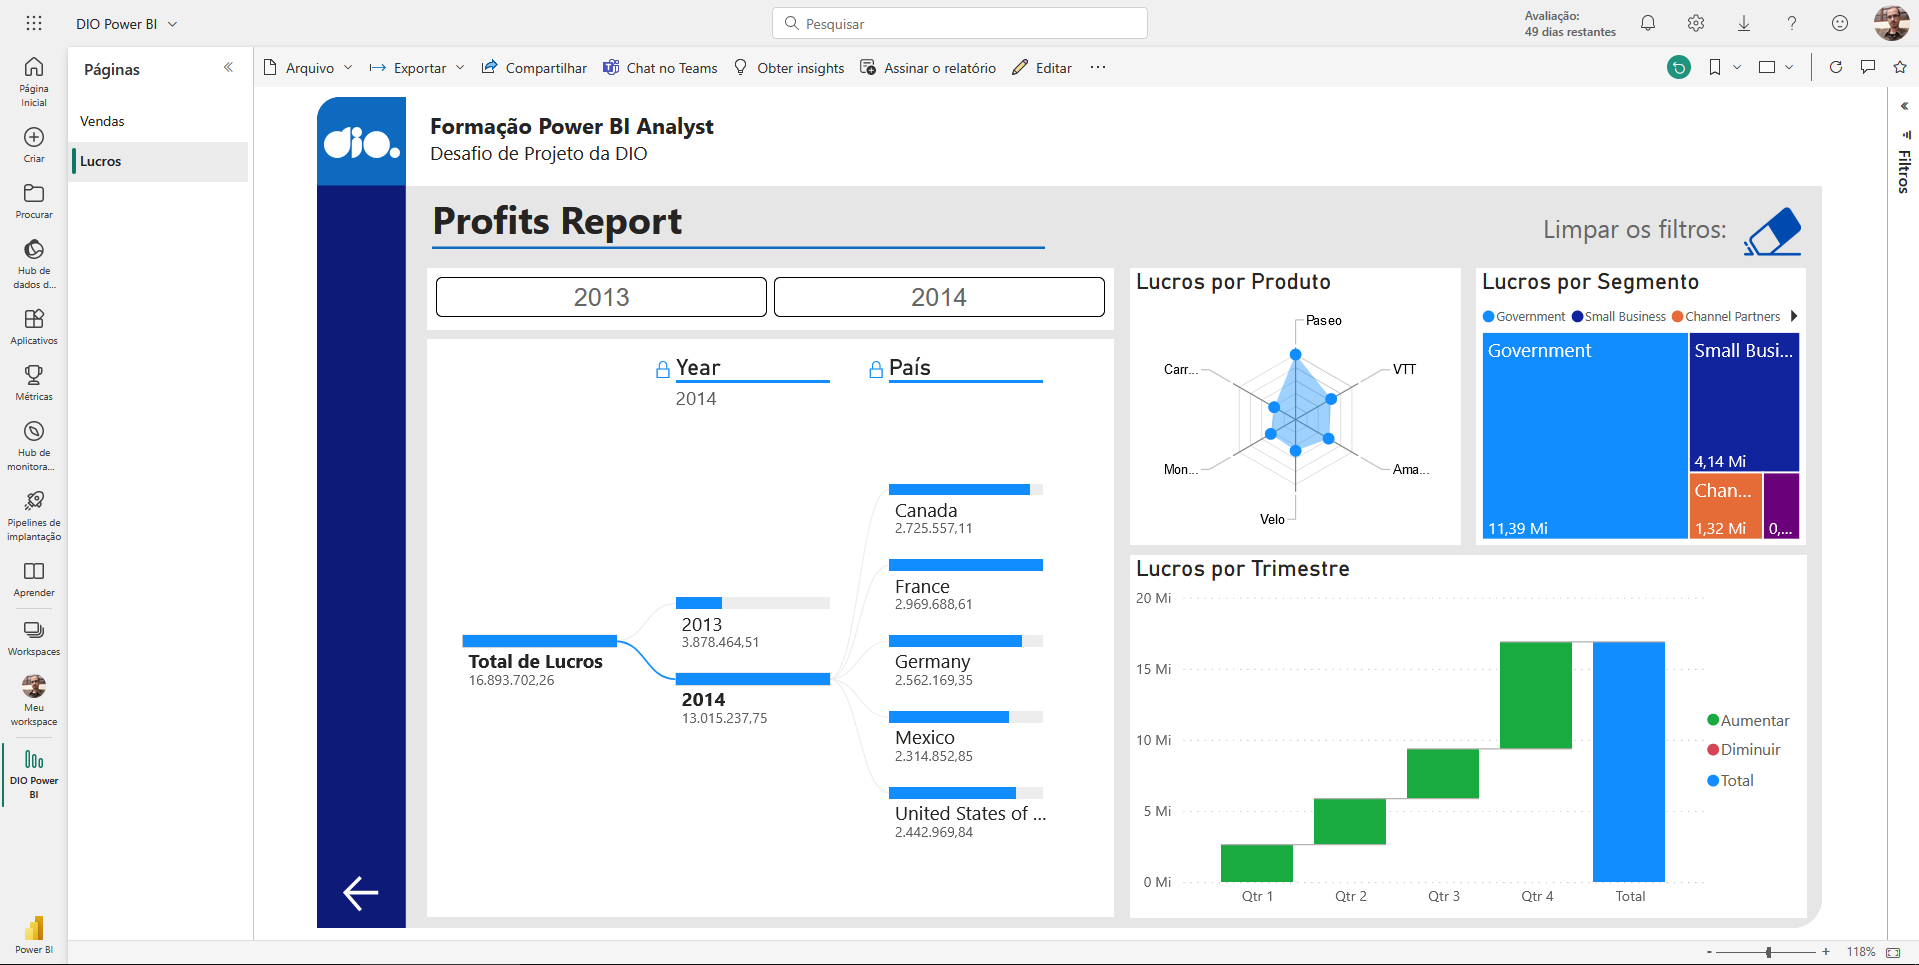 DIO Power BI
Pesquisar
Avaliação:
49 dias restantes
Página
Inicial
Criar
Procurar
Hub de
dados d...
Aplicativos
Métricas
Hub de
monitora...
Pipelines de
implantação
Aprender
Workspaces
Meu
workspace
DIO Power
BI
Power BI
Páginas
Vendas
Lucros
Arquivo
Exportar
Compartilhar
Chat no Teams
Obter insights
Assinar o relatório
Editar
Filtros
dio.
Formação Power BI Analyst
Desafio de Projeto da DIO
Profits Report
Limpar os filtros:
2013
2014
Year
2014
País
Total de Lucros
16.893.702,26
2013
3.878.464,51
2014
13.015.237,75
Canada
2.725.557,11
France
2.969.688,61
Germany
2.562.169,35
Mexico
2.314.852,85
United States of ...
2.442.969,84
Lucros por Produto
Paseo
VTT
Ama...
Velo
Mon...
Carr...
Lucros por Segmento
Government
Small Business
Channel Partners
Government
11,39 Mi
Small Busi...
4,14 Mi
Chan...
1,32 Mi
0,...
Lucros por Trimestre
20 Mi
15 Mi
10 Mi
5 Mi
0 Mi
Qtr 1
Qtr 2
Qtr 3
Qtr 4
Total
Aumentar
Diminuir
Total
118%